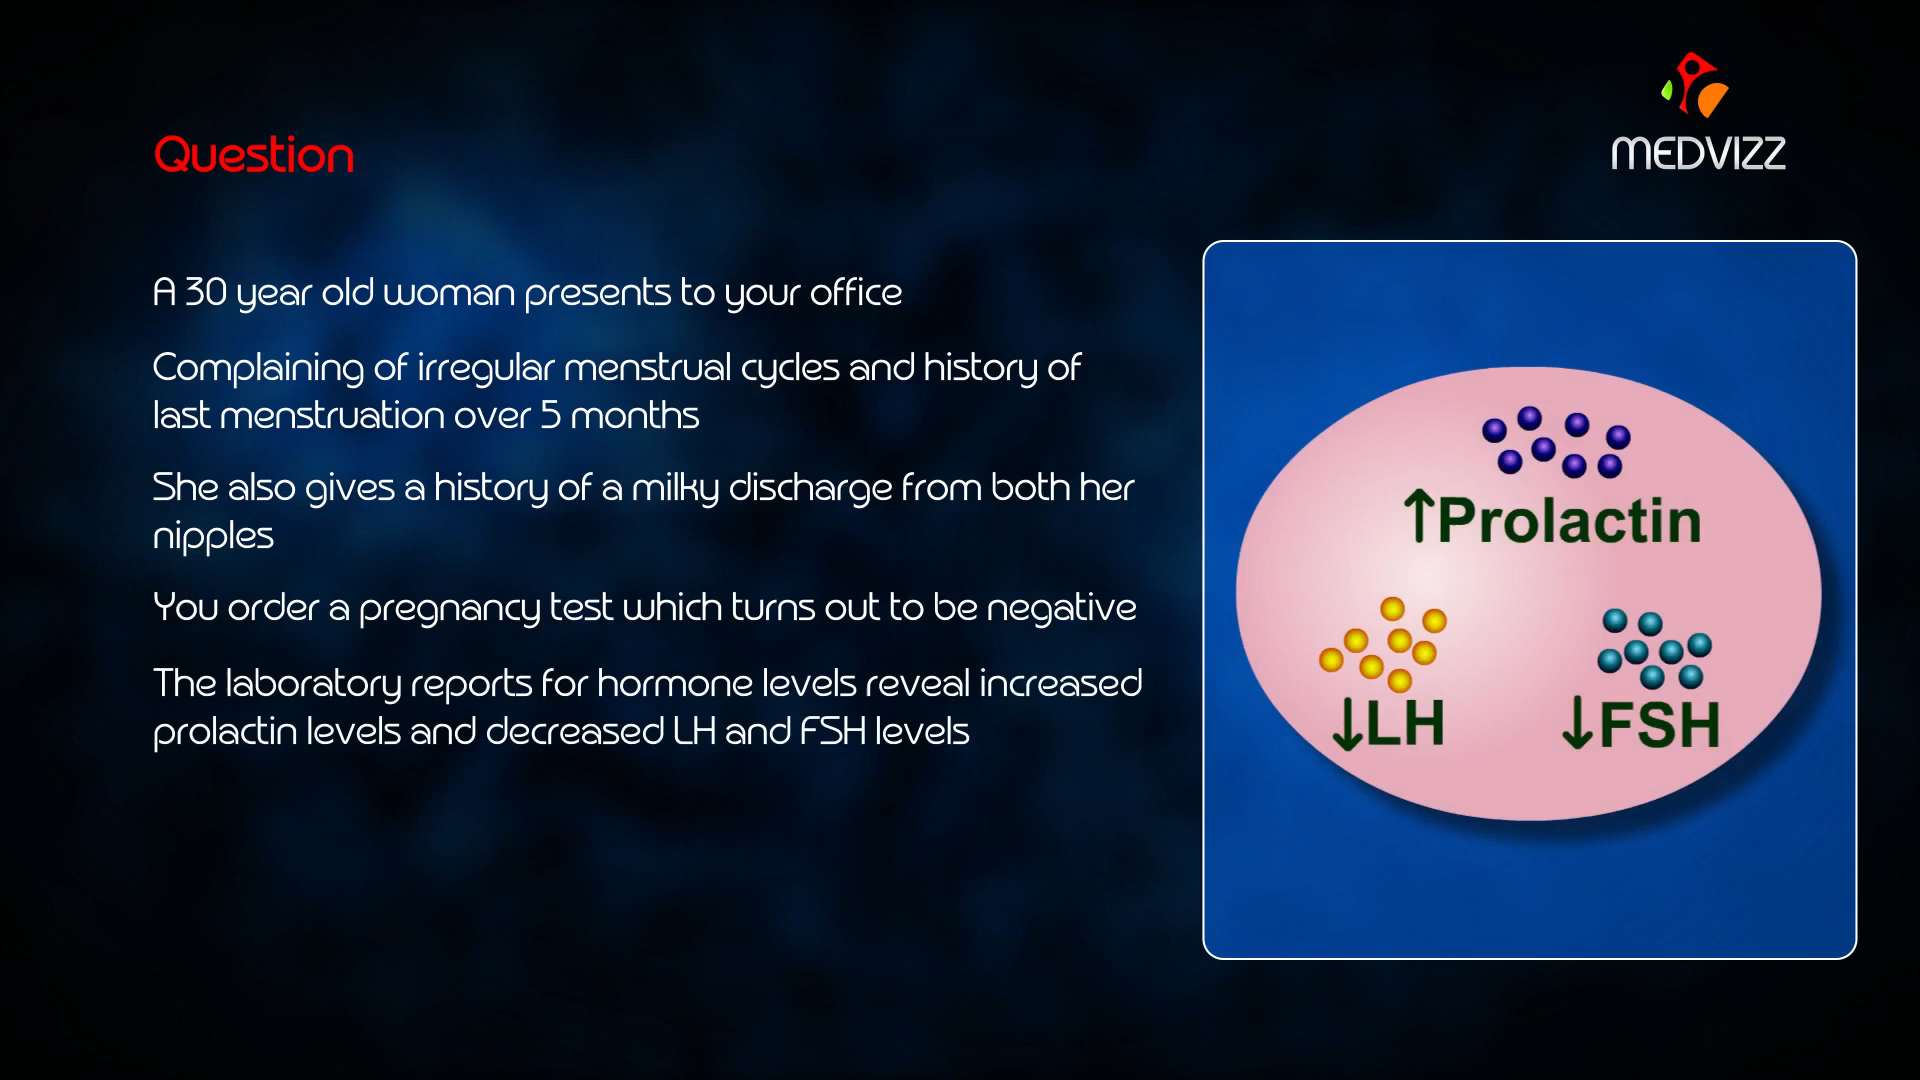 MEDVIZZ
Question
A 30 year old woman presents to your office
Complaining of irregular menstrual cycles and history of
last menstruation over 5 months
She also gives a history of a milky discharge from both her
nipples
You order a pregnancy test which turns out to be negative
The laboratory reports for hormone levels reveal increased
prolactin levels and decreased LH and FSH levels
↑Prolactin
↓LH
↓FSH